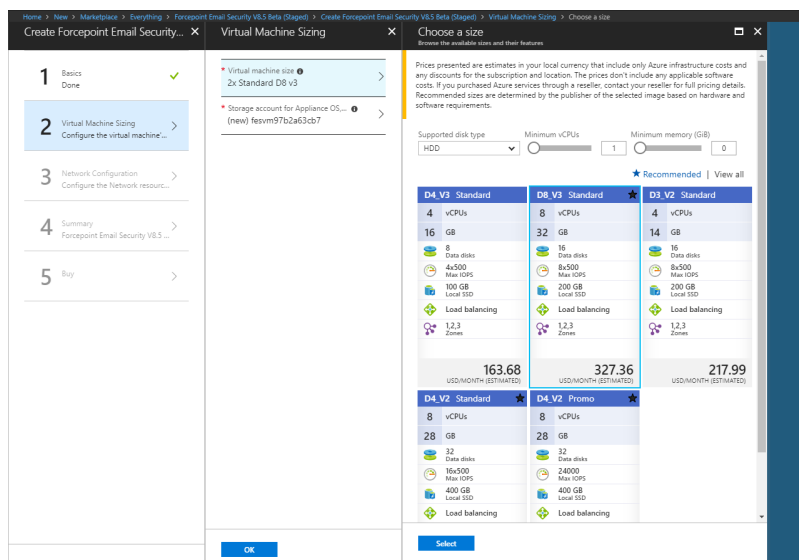 Home > New > Marketplace > Everything > Forcepoint Email Security V8.5 Beta (Staged) > Create Forcepoint Email Security V8.5 Beta (Staged) > Virtual Machine Sizing > Choose a size
Create Forcepoint Email Security... ×
1
Basics
Done
2
Virtual Machine Sizing
Configure the virtual machine'...
3
Network Configuration
Configure the Network resourc...
4
Summary
Forcepoint Email Security V8.5 ...
5
Buy
Virtual Machine Sizing ×
* Virtual machine size
2x Standard D8 v3
* Storage account for Appliance OS,...
(new) fesvm97b2a63cb7
OK
Choose a size ×
Browse the available sizes and their features
Prices presented are estimates in your local currency that include only Azure infrastructure costs and
any discounts for the subscription and location. The prices don't include any applicable software
costs. If you purchased Azure services through a reseller, contact your reseller for full pricing details.
Recommended sizes are determined by the publisher of the selected image based on hardware and
software requirements.
Supported disk type
HDD
Minimum vCPUs
1
Minimum memory (GiB)
0
★ Recommended | View all
D4_V3 Standard
4 vCPUs
16 GB
8
Data disks
4x500
Max IOPS
100 GB
Local SSD
Load balancing
1,2,3
Zones
163.68
USD/MONTH (ESTIMATED)
D8_V3 Standard ★
8 vCPUs
32 GB
16
Data disks
8x500
Max IOPS
200 GB
Local SSD
Load balancing
1,2,3
Zones
327.36
USD/MONTH (ESTIMATED)
D3_V2 Standard
4 vCPUs
14 GB
16
Data disks
8x500
Max IOPS
200 GB
Local SSD
Load balancing
1,2,3
Zones
217.99
USD/MONTH (ESTIMATED)
D4_V2 Standard ★
8 vCPUs
28 GB
32
Data disks
16x500
Max IOPS
400 GB
Local SSD
Load balancing
D4_V2 Promo ★
8 vCPUs
28 GB
32
Data disks
24000
Max IOPS
400 GB
Local SSD
Load balancing
Select